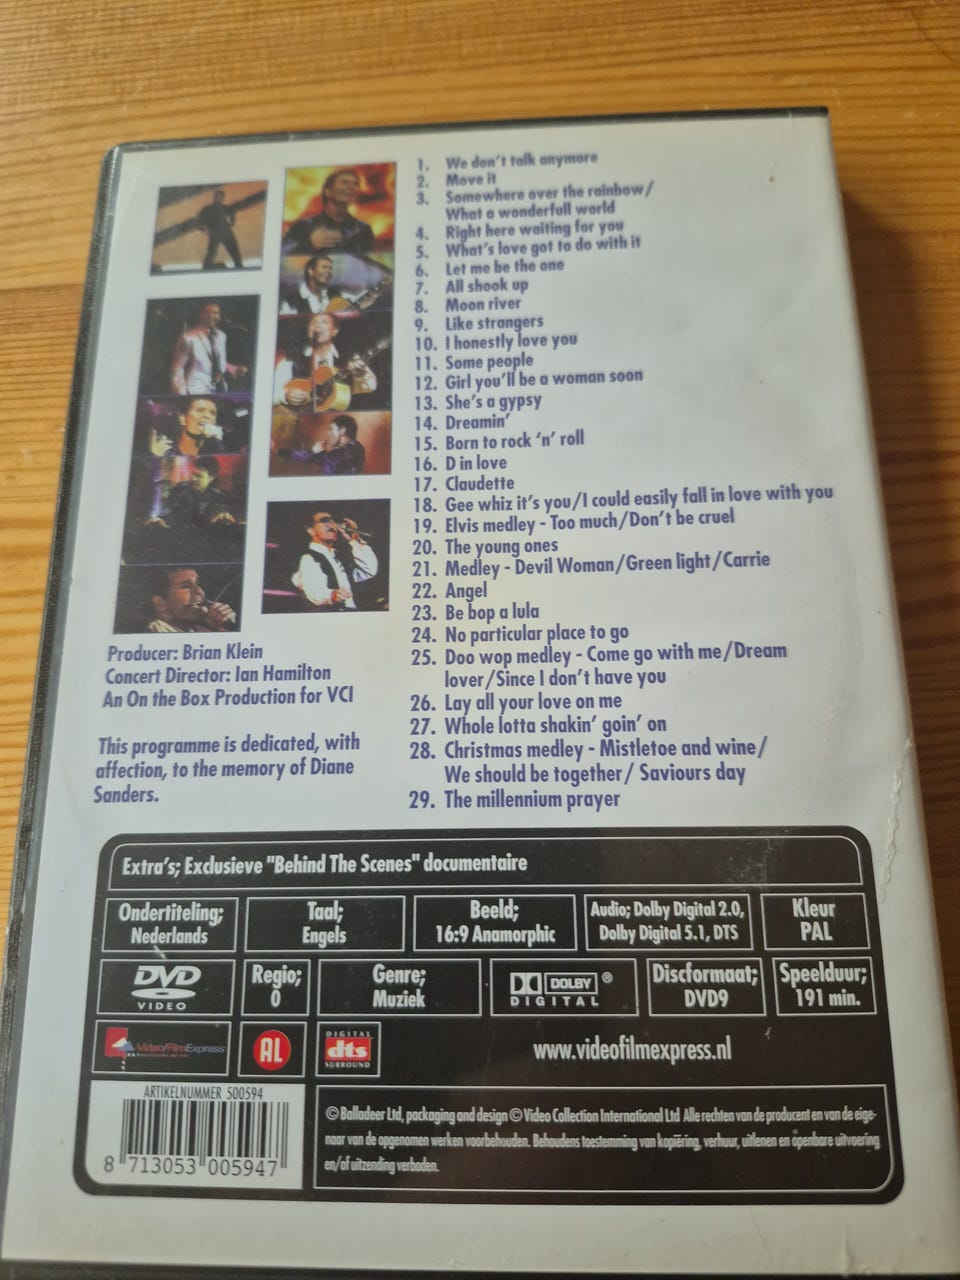 1. We don't talk anymore
2. Move it
3. Somewhere over the rainbow/
What a wonderfull world
4. Right here waiting for you
5. What's love got to do with it
6. Let me be the one
7. All shook up
8. Moon river
9. Like strangers
10. I honestly love you
11. Some people
12. Girl you'll be a woman soon
13. She's a gypsy
14. Dreamin'
15. Born to rock 'n' roll
16. D in love
17. Claudette
18. Gee whiz it's you/I could easily fall in love with you
19. Elvis medley - Too much/Don't be cruel
20. The young ones
21. Medley - Devil Woman/Green light/Carrie
22. Angel
23. Be bop a lula
24. No particular place to go
25. Doo wop medley - Come go with me/Dream
lover/Since I don't have you
26. Lay all your love on me
27. Whole lotta shakin' goin' on
28. Christmas medley - Mistletoe and wine/
We should be together/ Saviours day
29. The millennium prayer
Producer: Brian Klein
Concert Director: Ian Hamilton
An On the Box Production for VCI
This programme is dedicated, with
affection, to the memory of Diane
Sanders.
Extra's; Exclusieve "Behind The Scenes" documentaire
Ondertiteling;
Nederlands
Taal;
Engels
Beeld;
16:9 Anamorphic
Audio; Dolby Digital 2.0,
Dolby Digital 5.1, DTS
Kleur
PAL
DVD
VIDEO
Regio;
0
Genre;
Muziek
DOLBY ®
DIGITAL
Discformaat;
DVD9
Speelduur;
191 min.
Video/FilmExpress
AL
DIGITAL
dts
SURROUND
www.videofilmexpress.nl
ARTIKELNUMMER 500594
8 713053 005947
© Balladeer Ltd, packaging and design © Video Collection International Ltd Alle rechten van de producent en van de eige-
naar van de opgenomen werken voorbehouden. Behoudens toestemming van kopiëring, verhuur, uitlenen en openbare uitvoering
en/of uitzending verboden.